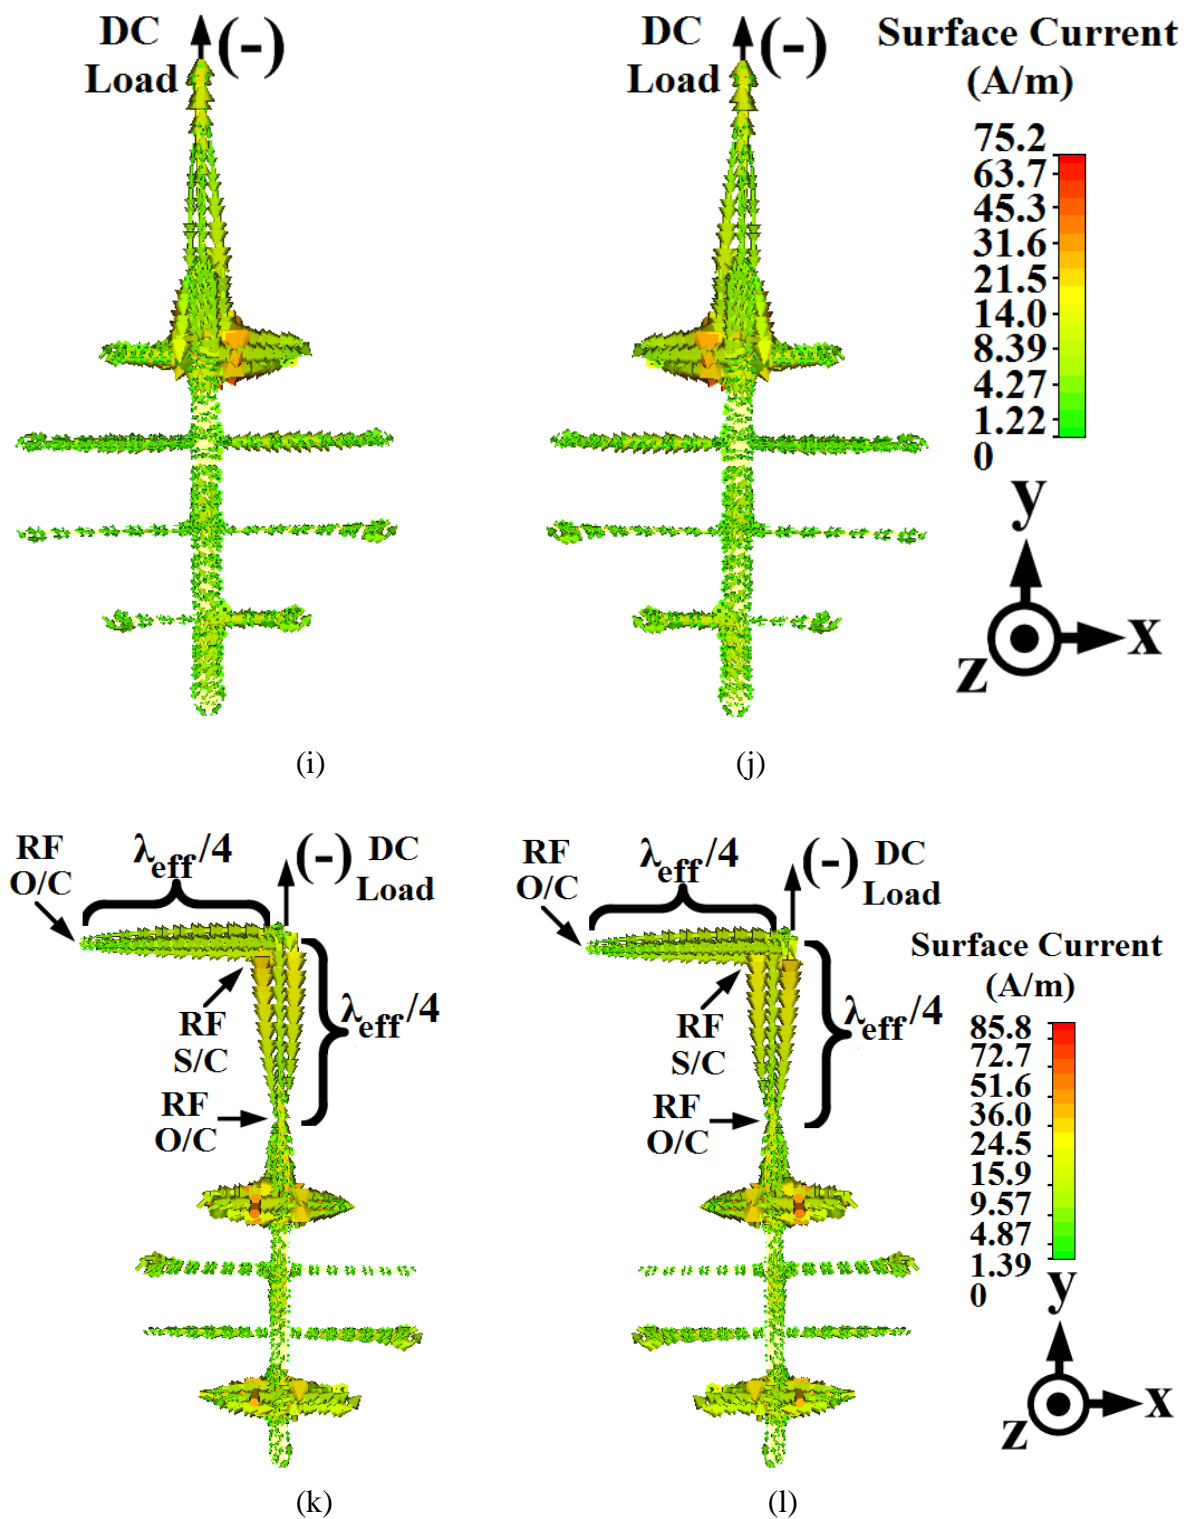 DC
Load
(-)
DC
Load
(-)
Surface Current
(A/m)
75.2
63.7
45.3
31.6
21.5
14.0
8.39
4.27
1.22
0
y
x
z
(i)
(j)
RF
O/C
λeff/4
(-)
DC
Load
RF
S/C
λeff/4
RF
O/C
RF
O/C
λeff/4
(-)
DC
Load
RF
S/C
λeff/4
RF
O/C
Surface Current
(A/m)
85.8
72.7
51.6
36.0
24.5
15.9
9.57
4.87
1.39
0
y
x
z
(k)
(l)